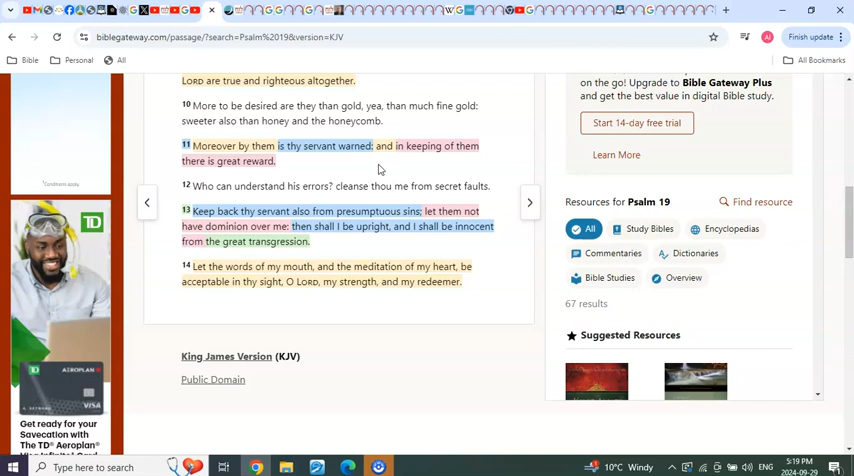 biblegateway.com/passage/?search=Psalm%2019&version=KJV
AI
Finish update
Bible
Personal
All
All Bookmarks
LORD are true and righteous altogether.
10 More to be desired are they than gold, yea, than much fine gold:
sweeter also than honey and the honeycomb.
11 Moreover by them is thy servant warned: and in keeping of them
there is great reward.
12 Who can understand his errors? cleanse thou me from secret faults.
13 Keep back thy servant also from presumptuous sins; let them not
have dominion over me: then shall I be upright, and I shall be innocent
from the great transgression.
14 Let the words of my mouth, and the meditation of my heart, be
acceptable in thy sight, O LORD, my strength, and my redeemer.
King James Version (KJV)
Public Domain
on the go! Upgrade to Bible Gateway Plus
and get the best value in digital Bible study.
Start 14-day free trial
Learn More
Resources for Psalm 19
Find resource
All
Study Bibles
Encyclopedias
Commentaries
Dictionaries
Bible Studies
Overview
67 results
Suggested Resources
¹Conditions apply.
TD
TD
AEROPLAN
VISA
Get ready for your
Savecation with the
TD® Aeroplan®
Type here to search
10°C Windy
ENG
5:19 PM
2024-09-29